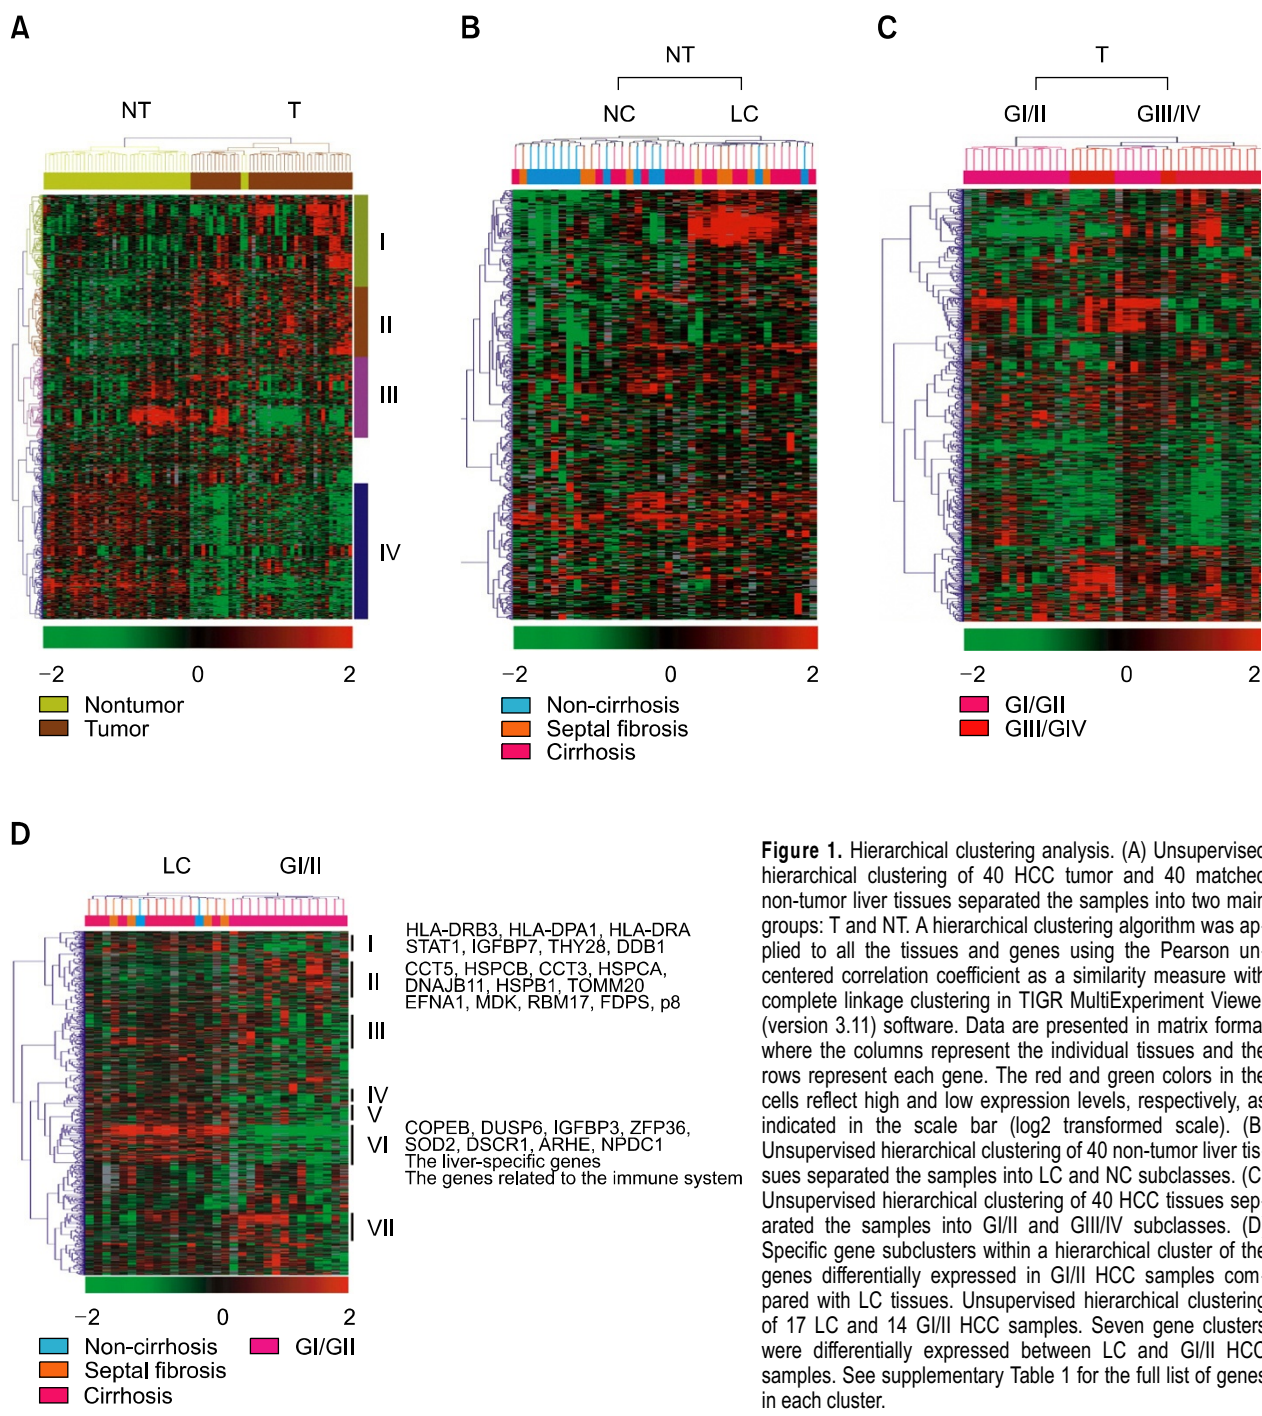 A
NT
T
I
II
III
IV
−2
0
2
Nontumor
Tumor
B
NT
NC
LC
−2
0
2
Non-cirrhosis
Septal fibrosis
Cirrhosis
C
T
GI/II
GIII/IV
−2
0
2
GI/GII
GIII/GIV
D
LC
GI/II
I
HLA-DRB3, HLA-DPA1, HLA-DRA
STAT1, IGFBP7, THY28, DDB1
II
CCT5, HSPCB, CCT3, HSPCA,
DNAJB11, HSPB1, TOMM20
EFNA1, MDK, RBM17, FDPS, p8
III
IV
V
VI
COPEB, DUSP6, IGFBP3, ZFP36,
SOD2, DSCR1, ARHE, NPDC1
The liver-specific genes
The genes related to the immune system
VII
−2
0
2
Non-cirrhosis
GI/GII
Septal fibrosis
Cirrhosis
Figure 1. Hierarchical clustering analysis. (A) Unsupervised
hierarchical clustering of 40 HCC tumor and 40 matched
non-tumor liver tissues separated the samples into two main
groups: T and NT. A hierarchical clustering algorithm was ap-
plied to all the tissues and genes using the Pearson un-
centered correlation coefficient as a similarity measure with
complete linkage clustering in TIGR MultiExperiment Viewe
(version 3.11) software. Data are presented in matrix forma
where the columns represent the individual tissues and the
rows represent each gene. The red and green colors in the
cells reflect high and low expression levels, respectively, as
indicated in the scale bar (log2 transformed scale). (B
Unsupervised hierarchical clustering of 40 non-tumor liver tis
sues separated the samples into LC and NC subclasses. (C
Unsupervised hierarchical clustering of 40 HCC tissues sep-
arated the samples into GI/II and GIII/IV subclasses. (D
Specific gene subclusters within a hierarchical cluster of the
genes differentially expressed in GI/II HCC samples com-
pared with LC tissues. Unsupervised hierarchical clustering
of 17 LC and 14 GI/II HCC samples. Seven gene clusters
were differentially expressed between LC and GI/II HCC
samples. See supplementary Table 1 for the full list of genes
in each cluster.